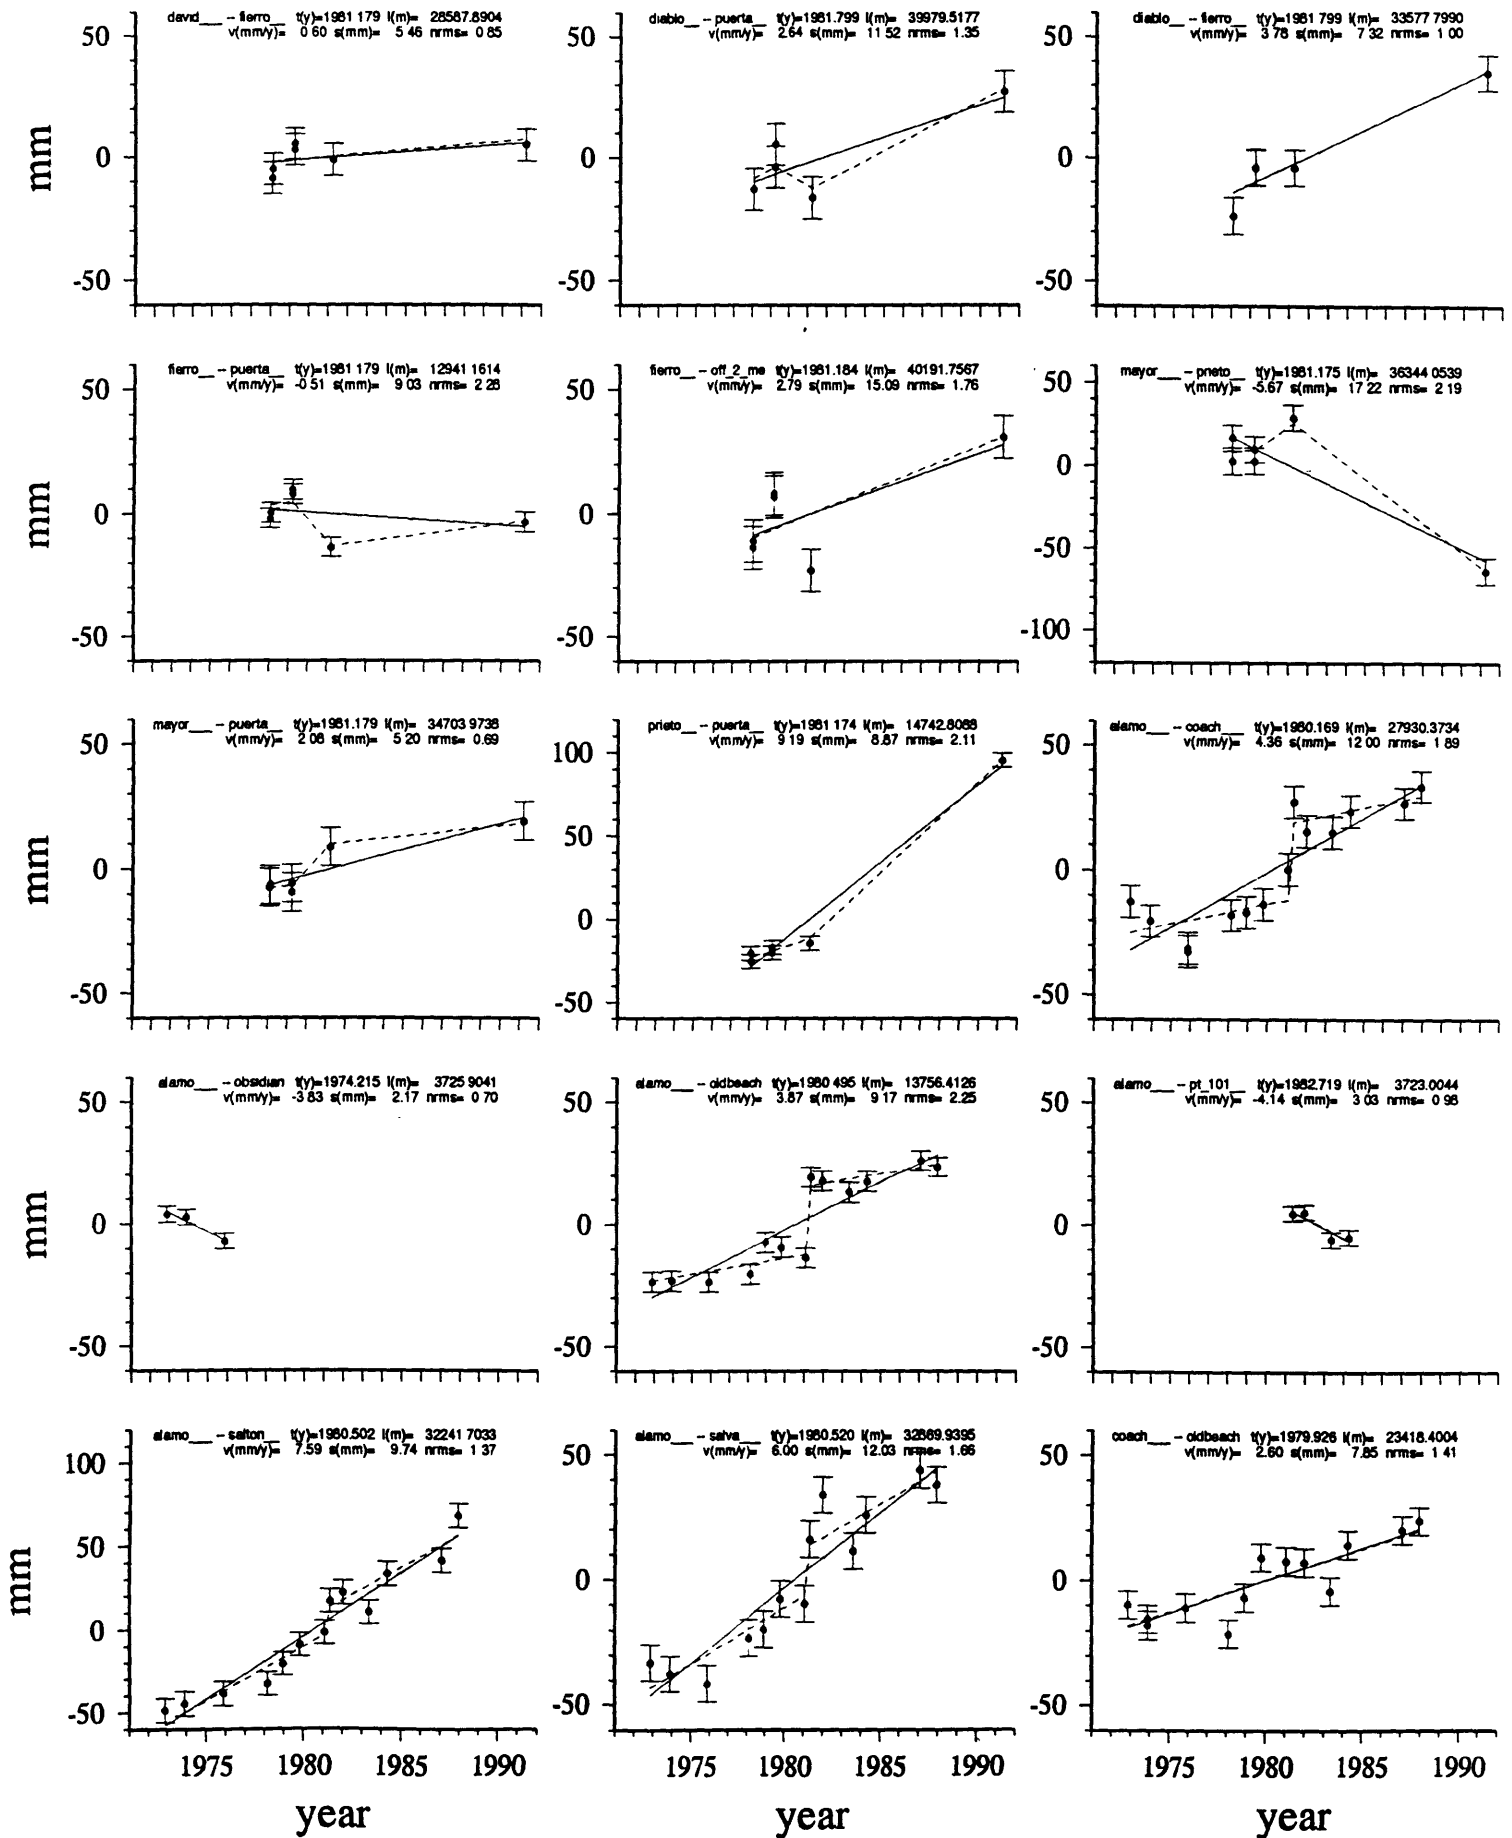 david___ -- fierro__ t(y)=1981 179 l(m)= 28587.8904
v(mm/y)= 0 60 s(mm)= 5 46 nrms= 0 85
diablo__ -- puerta__ t(y)=1981.799 l(m)= 39979.5177
v(mm/y)= 2.64 s(mm)= 11 52 nrms= 1.35
diablo__ -- fierro__ t(y)=1981 799 l(m)= 33577 7990
v(mm/y)= 3 78 s(mm)= 7 32 nrms= 1 00
mm
50
0
-50
50
0
-50
50
0
-50
fierro__ -- puerta__ t(y)=1981 179 l(m)= 12941 1614
v(mm/y)= -0 51 s(mm)= 9 03 nrms= 2 28
fierro__ -- off_2_me t(y)=1981.184 l(m)= 40191.7567
v(mm/y)= 2.79 s(mm)= 15.09 nrms= 1.76
mayor___ -- prieto__ t(y)=1981.175 l(m)= 36344 0539
v(mm/y)= -5.67 s(mm)= 17 22 nrms= 2 19
mm
50
0
-50
50
0
-50
50
0
-50
-100
mayor___ -- puerta__ t(y)=1981.179 l(m)= 34703 9738
v(mm/y)= 2 08 s(mm)= 5 20 nrms= 0.69
prieto__ -- puerta__ t(y)=1981 174 l(m)= 14742.8088
v(mm/y)= 9 19 s(mm)= 8.87 nrms= 2.11
alamo___ -- coach___ t(y)=1980.169 l(m)= 27930.3734
v(mm/y)= 4.36 s(mm)= 12 00 nrms= 1 89
mm
50
0
-50
100
50
0
-50
50
0
-50
alamo___ -- obsidian t(y)=1974.215 l(m)= 3725 9041
v(mm/y)= -3 83 s(mm)= 2.17 nrms= 0 70
alamo___ -- oldbeach t(y)=1980 495 l(m)= 13756.4126
v(mm/y)= 3.87 s(mm)= 9 17 nrms= 2.25
alamo___ -- pt_101__ t(y)=1982.719 l(m)= 3723.0044
v(mm/y)= -4.14 s(mm)= 3 03 nrms= 0 98
mm
50
0
-50
50
0
-50
50
0
-50
alamo___ -- salton__ t(y)=1980.502 l(m)= 32241 7033
v(mm/y)= 7.59 s(mm)= 9.74 nrms= 1 37
alamo___ -- salva___ t(y)=1980.520 l(m)= 32869.9395
v(mm/y)= 6.00 s(mm)= 12.03 nrms= 1.66
coach___ -- oldbeach t(y)=1979.926 l(m)= 23418.4004
v(mm/y)= 2.60 s(mm)= 7.85 nrms= 1 41
mm
100
50
0
-50
50
0
-50
50
0
-50
1975 1980 1985 1990
1975 1980 1985 1990
1975 1980 1985 1990
year
year
year